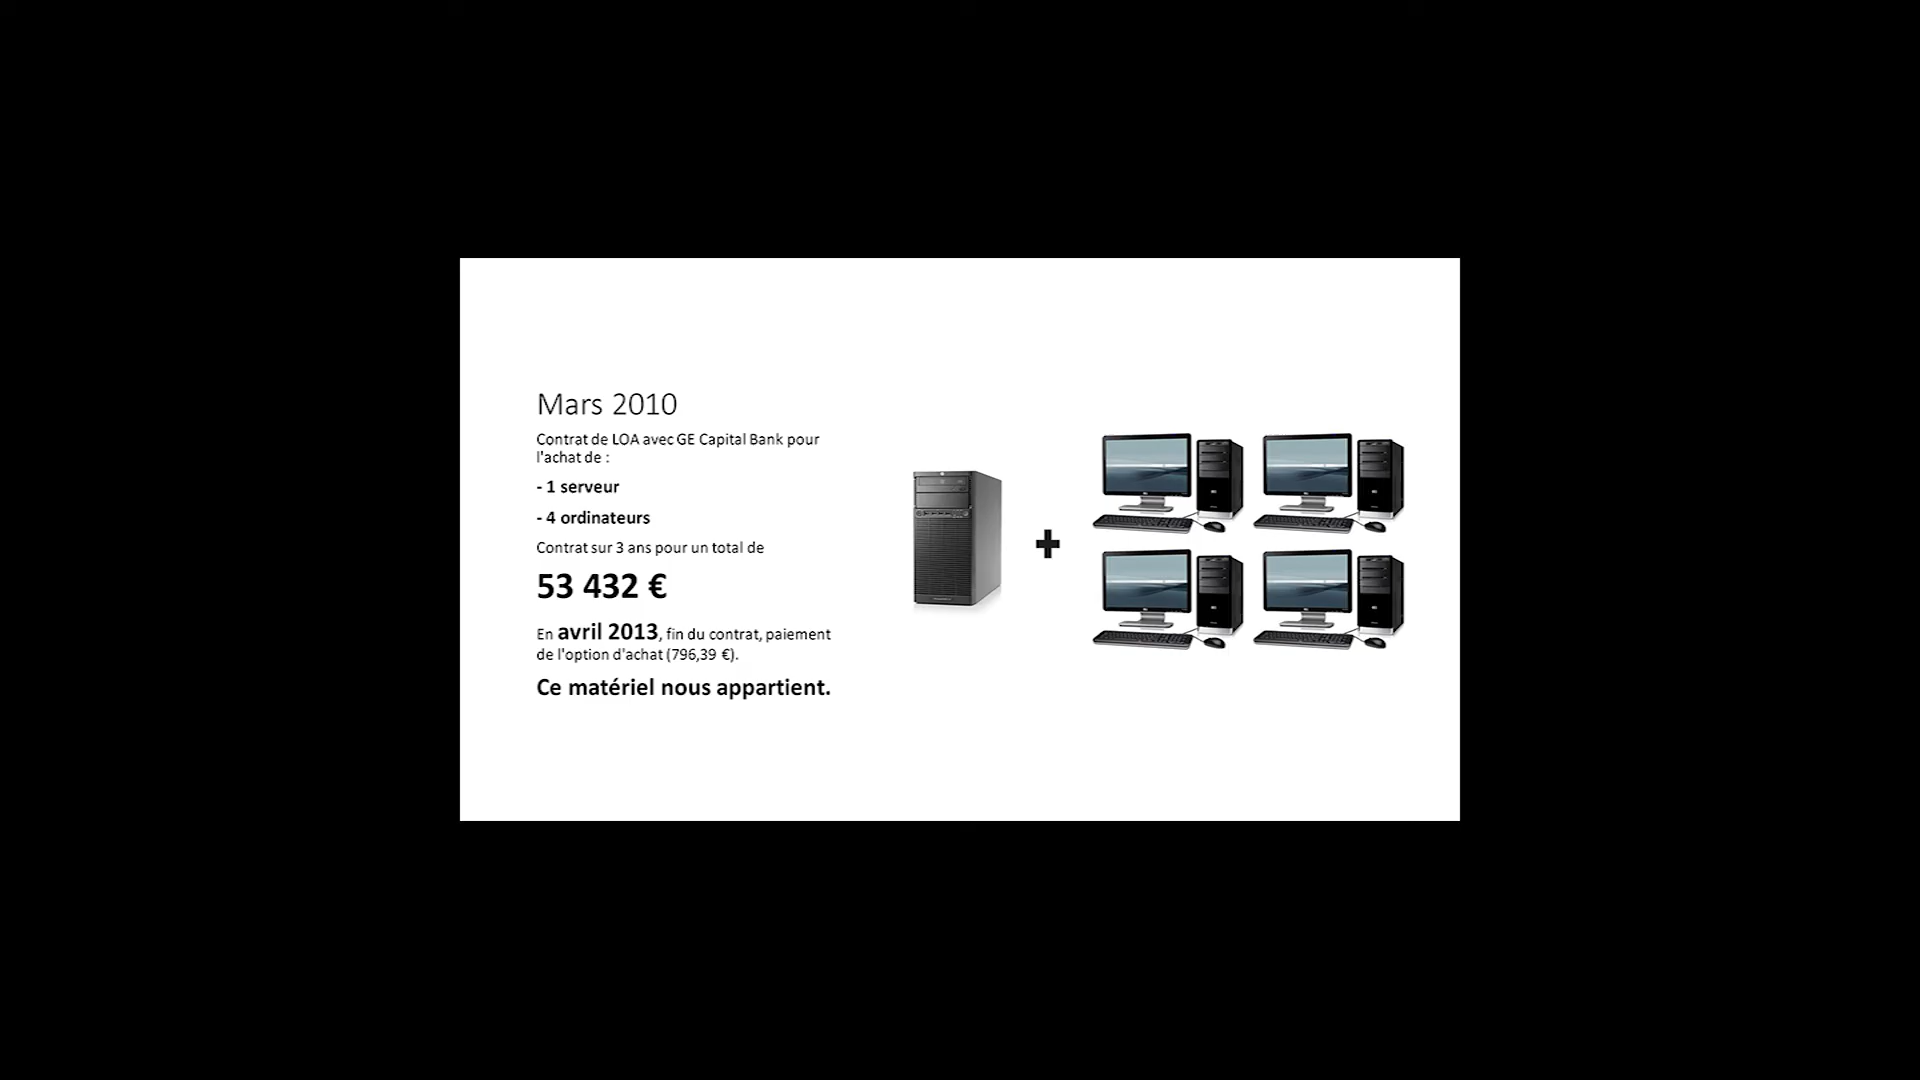 Mars 2010
Contrat de LOA avec GE Capital Bank pour
l'achat de :
- 1 serveur
- 4 ordinateurs
Contrat sur 3 ans pour un total de
53 432 €
En avril 2013, fin du contrat, paiement
de l'option d'achat (796,39 €).
Ce matériel nous appartient.